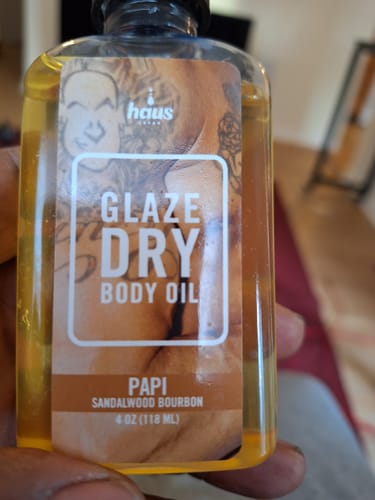 haus
GLAZE
DRY
BODY OIL
PAPI
SANDALWOOD BOURBON
4 OZ (118 ML)